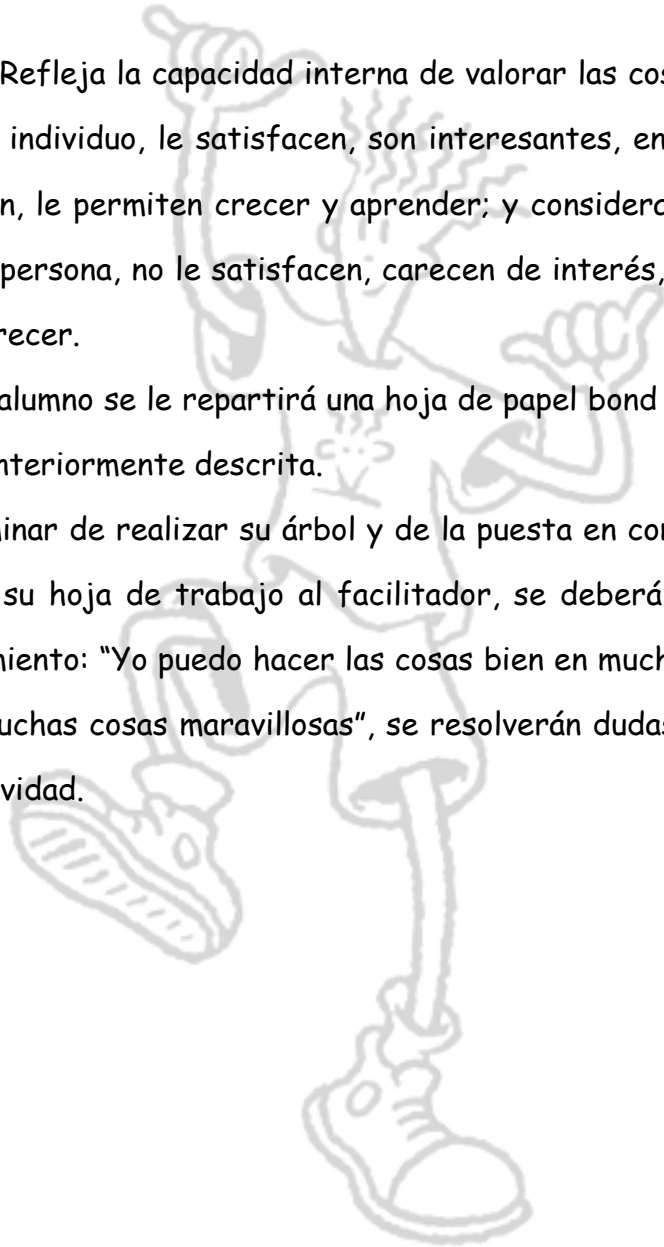 Refleja la capacidad interna de valorar las cos
individuo, le satisfacen, son interesantes, en
n, le permiten crecer y aprender; y considera
persona, no le satisfacen, carecen de interés,
recer.
alumno se le repartirá una hoja de papel bond
nteriormente descrita.
inar de realizar su árbol y de la puesta en co
su hoja de trabajo al facilitador, se deberá
miento: “Yo puedo hacer las cosas bien en much
uchas cosas maravillosas”, se resolverán dudas
vidad.